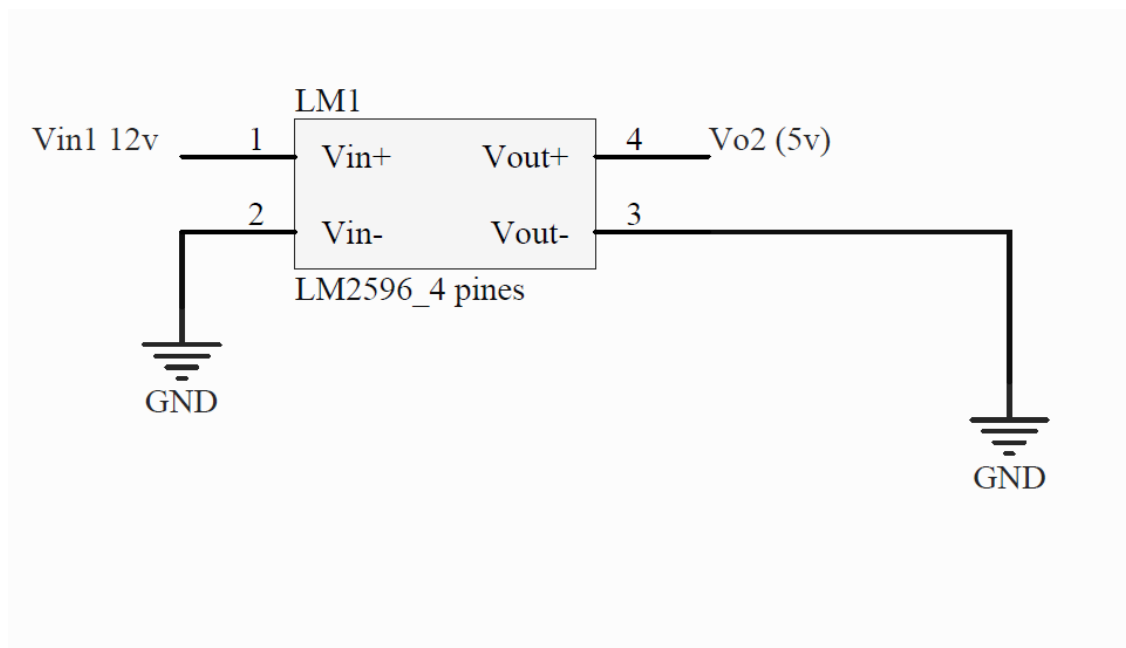 LM1
Vin1 12v
1
Vin+
Vout+
4
Vo2 (5v)
2
Vin-
Vout-
3
LM2596_4 pines
GND
GND